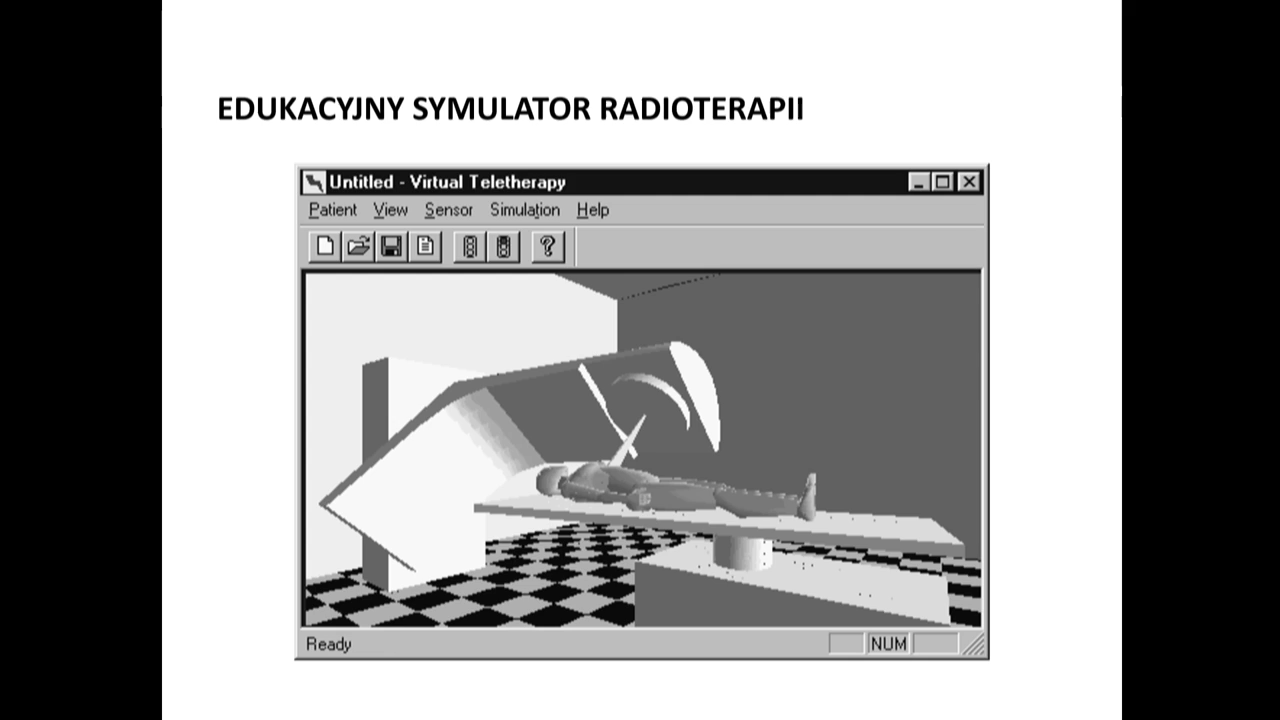 EDUKACYJNY SYMULATOR RADIOTERAPII
Untitled - Virtual Teletherapy
Patient View Sensor Simulation Help
Ready NUM